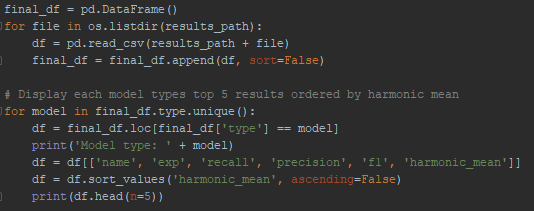 final_df = pd.DataFrame()
for file in os.listdir(results_path):
    df = pd.read_csv(results_path + file)
    final_df = final_df.append(df, sort=False)

# Display each model types top 5 results ordered by harmonic mean
for model in final_df.type.unique():
    df = final_df.loc[final_df['type'] == model]
    print('Model type: ' + model)
    df = df[['name', 'exp', 'recall', 'precision', 'f1', 'harmonic_mean']]
    df = df.sort_values('harmonic_mean', ascending=False)
    print(df.head(n=5))